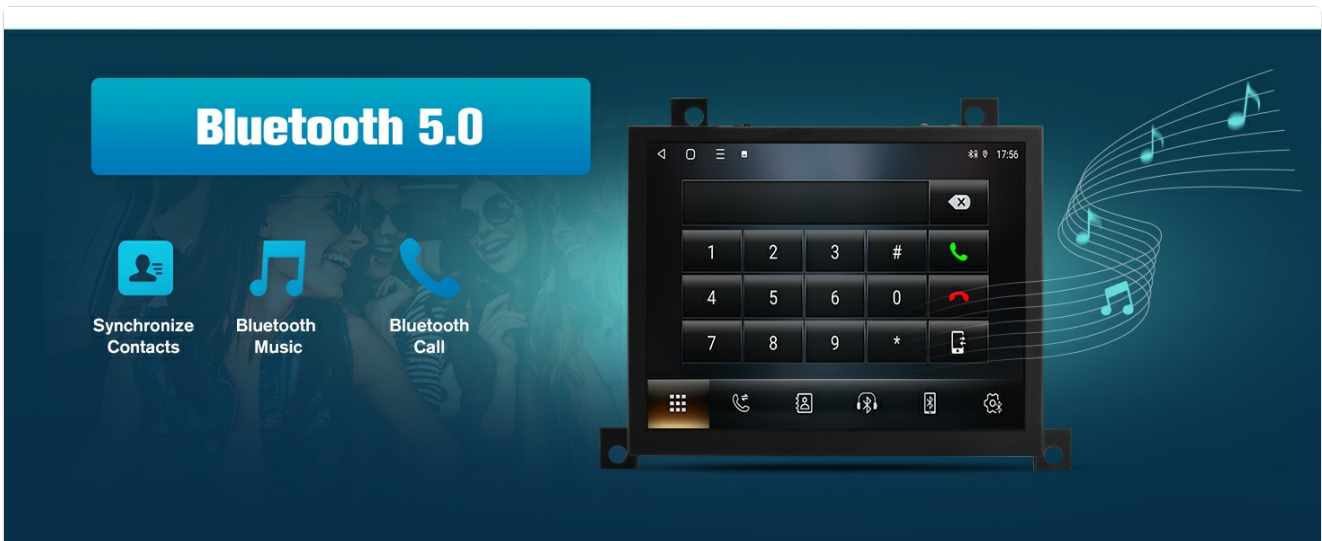 Bluetooth 5.0
Synchronize
Contacts
Bluetooth
Music
Bluetooth
Call
17:56
1 2 3 #
4 5 6 0
7 8 9 *